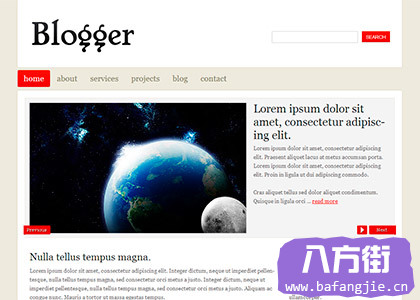 Blogger
SEARCH
home about services projects blog contact
Lorem ipsum dolor sit
amet, consectetur adipisc-
ing elit.
Lorem ipsum dolor sit amet, consectetur adipiscing elit.
Praesent aliquet lacus at metus accumsan porta.
Lorem ipsum dolor sit amet, consectetur adipiscing
elit. Proin in ligula ut dui adipiscing commodo.
Cras aliquet tellus sed dolor aliquet condimentum.
Quisque in ligula orci ... read more
Previous
Next
Nulla tellus tempus magna.
Lorem ipsum dolor sit amet, consectetur adipiscing elit. Integer dictum, neque ut imperdiet pellen-
sque, nulla tellus tempus magna, sed consectetur orci metus a justo. Integer dictum, neque ut
imperdiet pellentesque, nulla tellus tempus magna, sed consectetur orci metus a justo. Aliquam ac
congue nunc. Mauris a tortor ut massa egestas tempus
ullamcorper.
八方街
www.bafangjie.cn